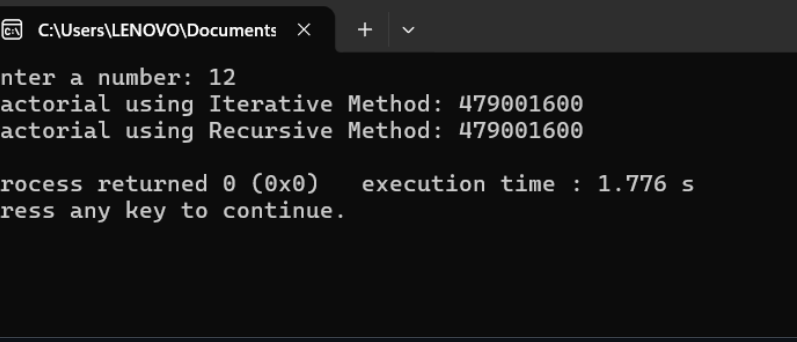 C:\Users\LENOVO\Documents
nter a number: 12
actorial using Iterative Method: 479001600
actorial using Recursive Method: 479001600
rocess returned 0 (0x0)   execution time : 1.776 s
ress any key to continue.